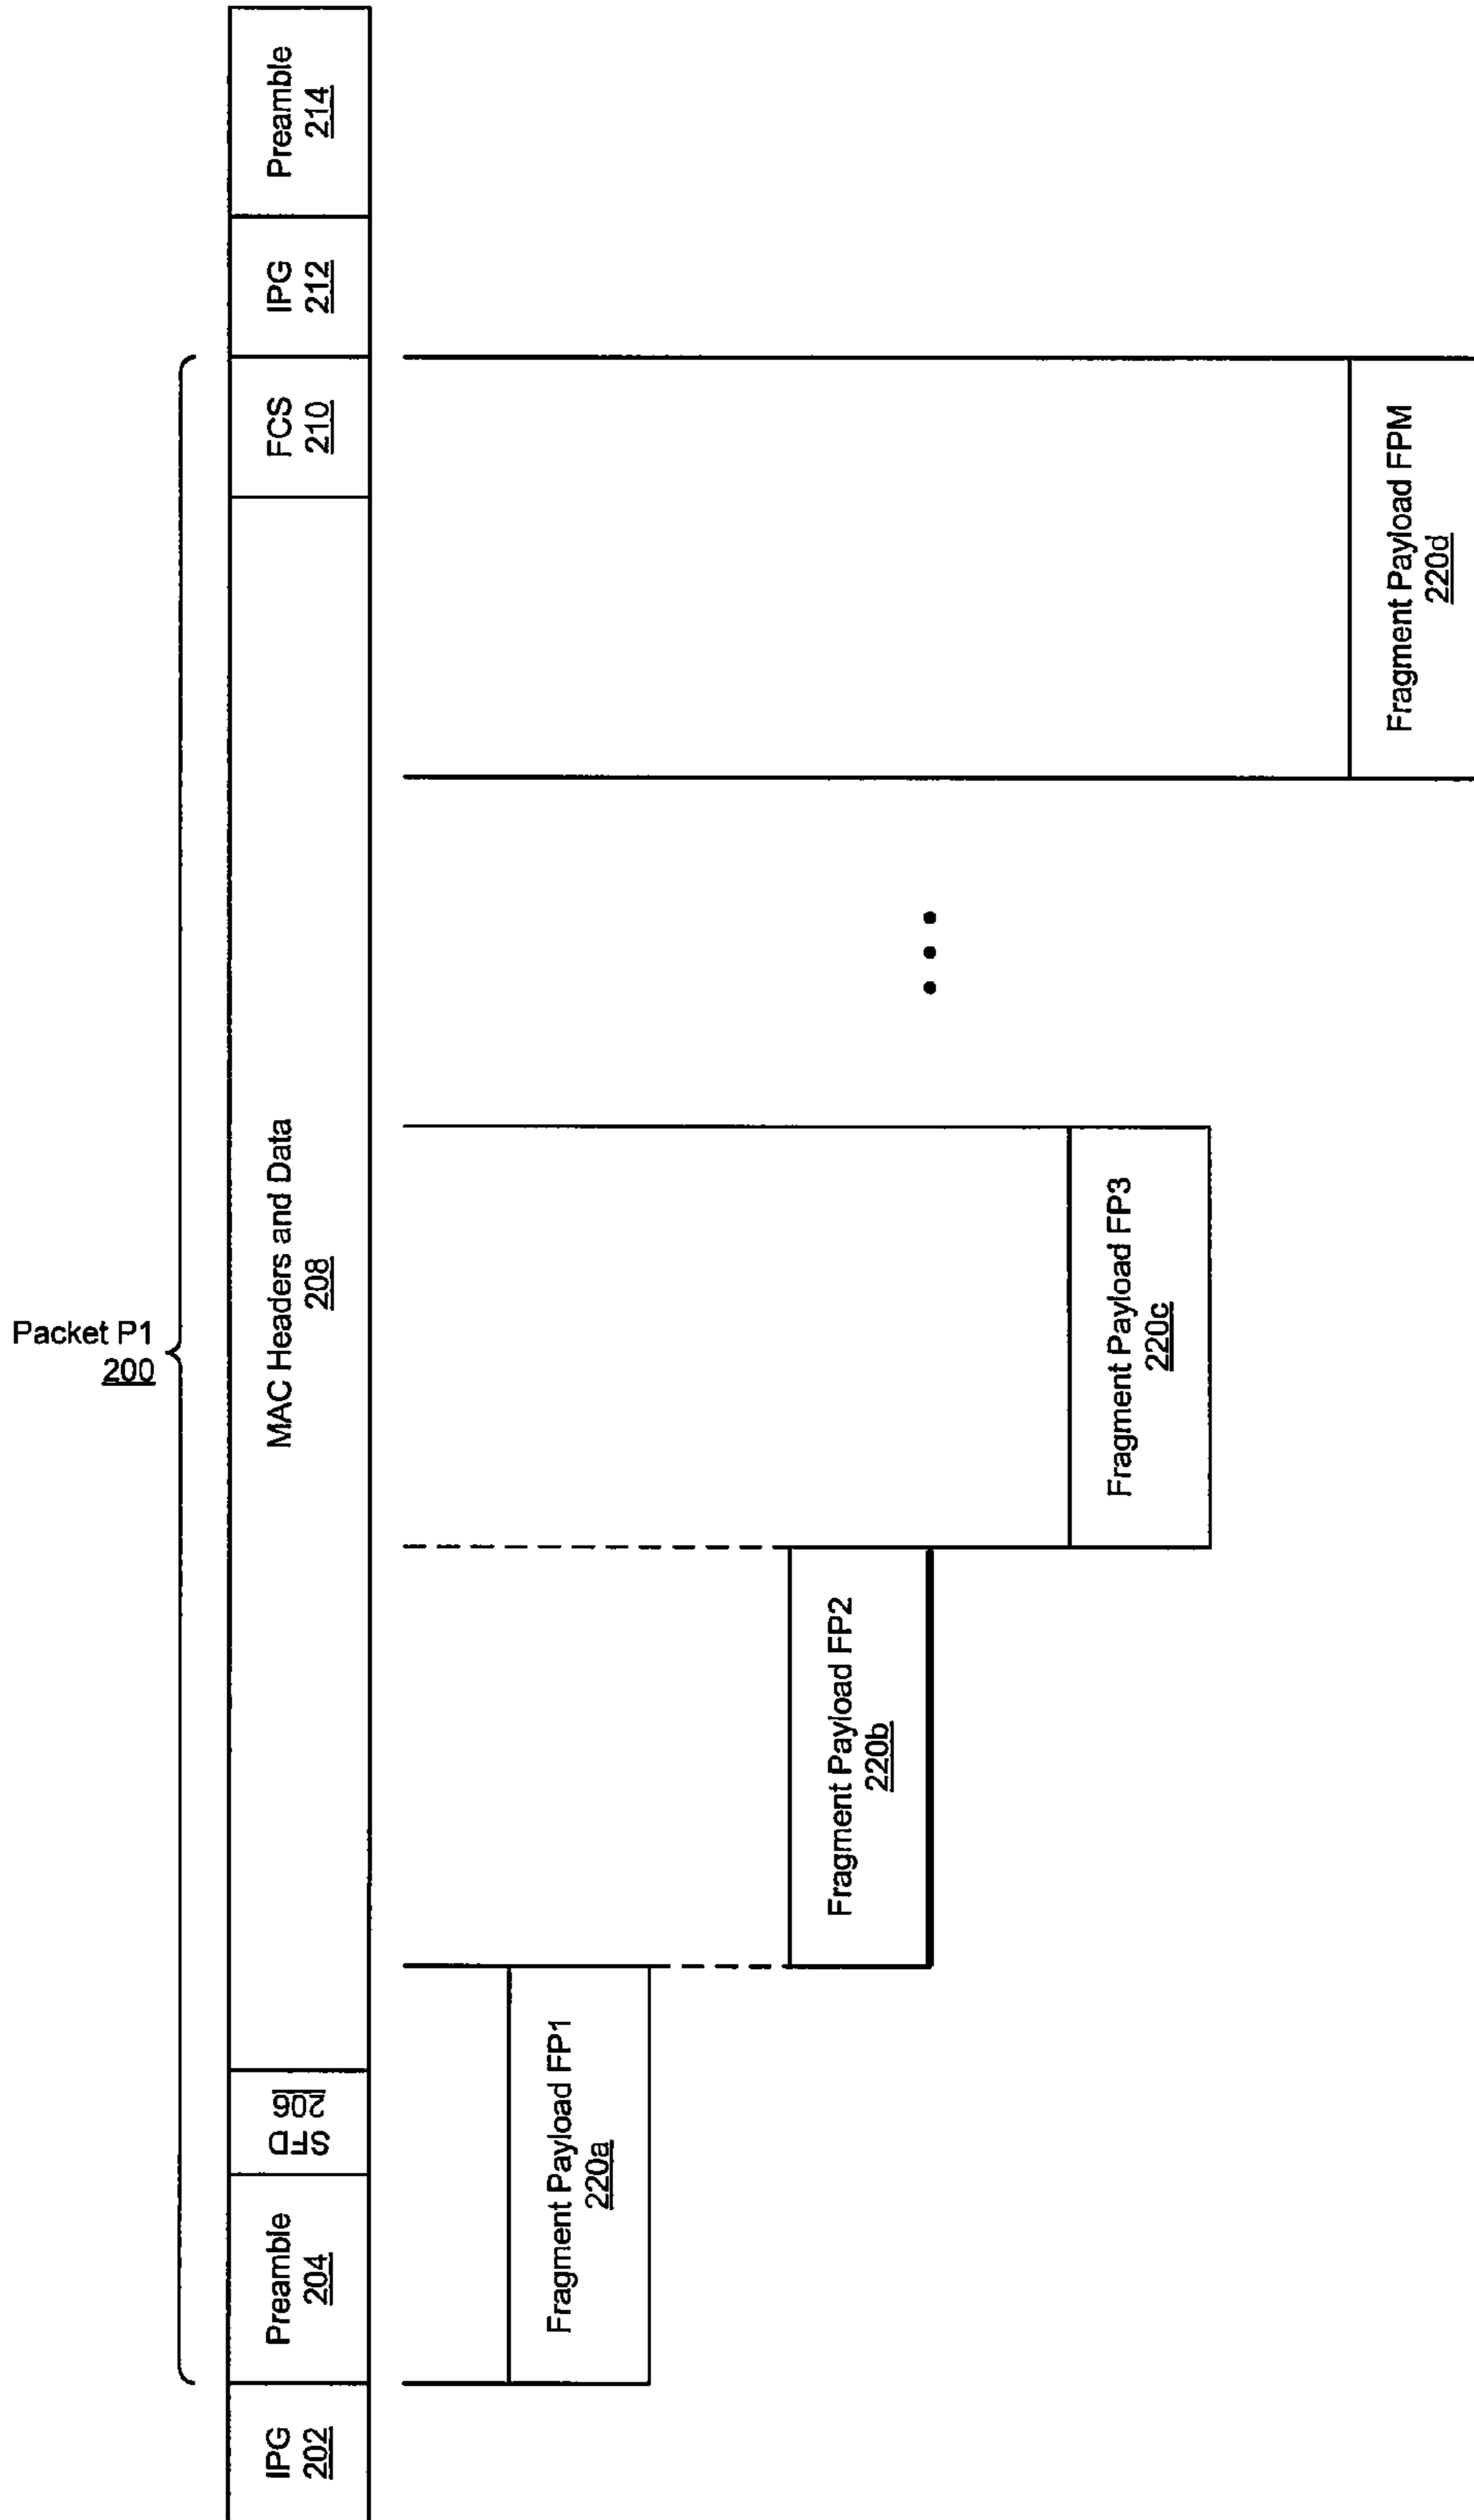 Packet P1
200
IPG
202
Preamble
204
SFD
206
MAC Headers and Data
208
FCS
210
IPG
212
Preamble
214
Fragment Payload FP1
220a
Fragment Payload FP2
220b
Fragment Payload FP3
220c
Fragment Payload FPM
220d